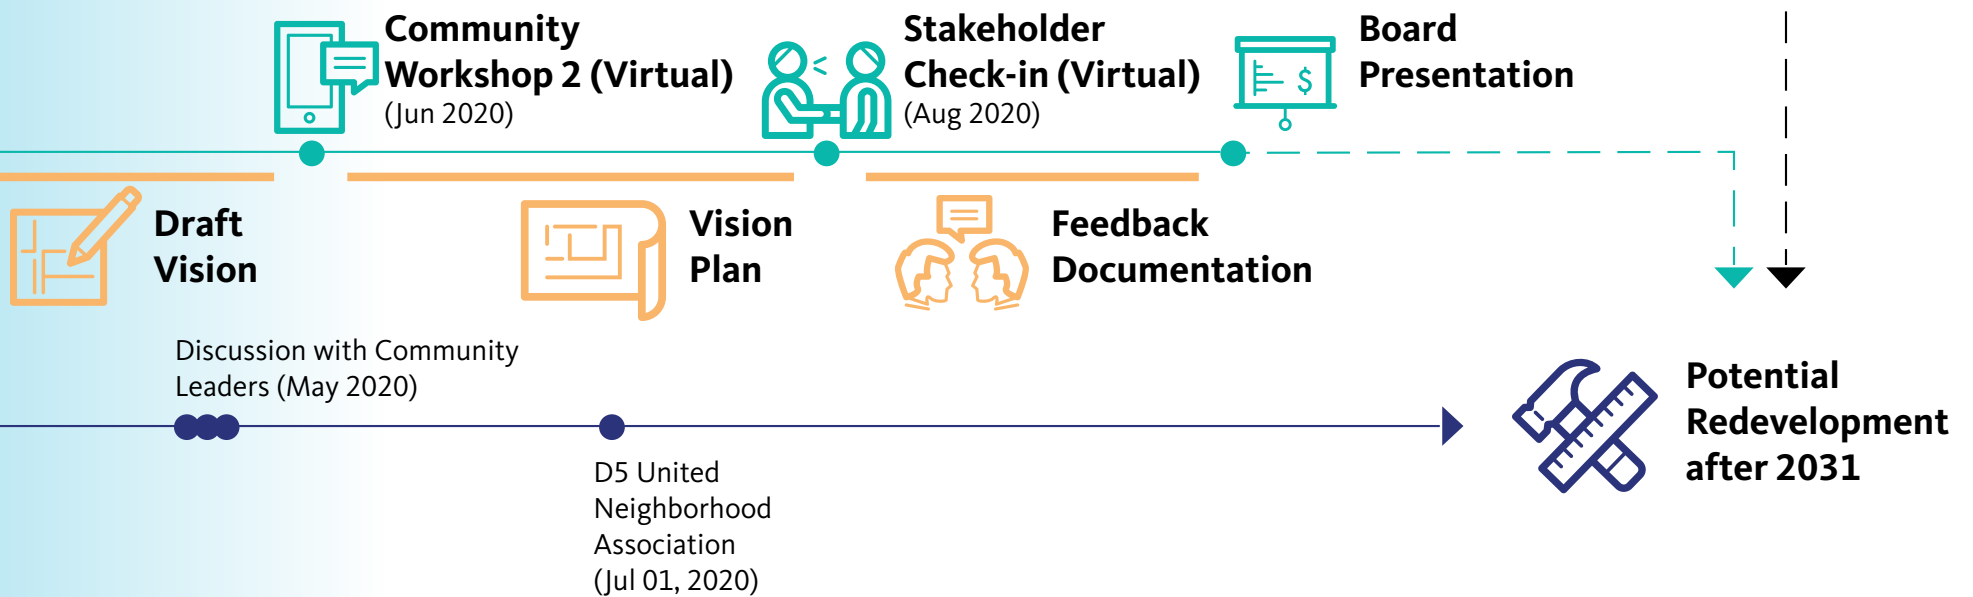 Community
Workshop 2 (Virtual)
(Jun 2020)
Stakeholder
Check-in (Virtual)
(Aug 2020)
Board
Presentation
$
Draft
Vision
Vision
Plan
Feedback
Documentation
Discussion with Community
Leaders (May 2020)
D5 United
Neighborhood
Association
(Jul 01, 2020)
Potential
Redevelopment
after 2031